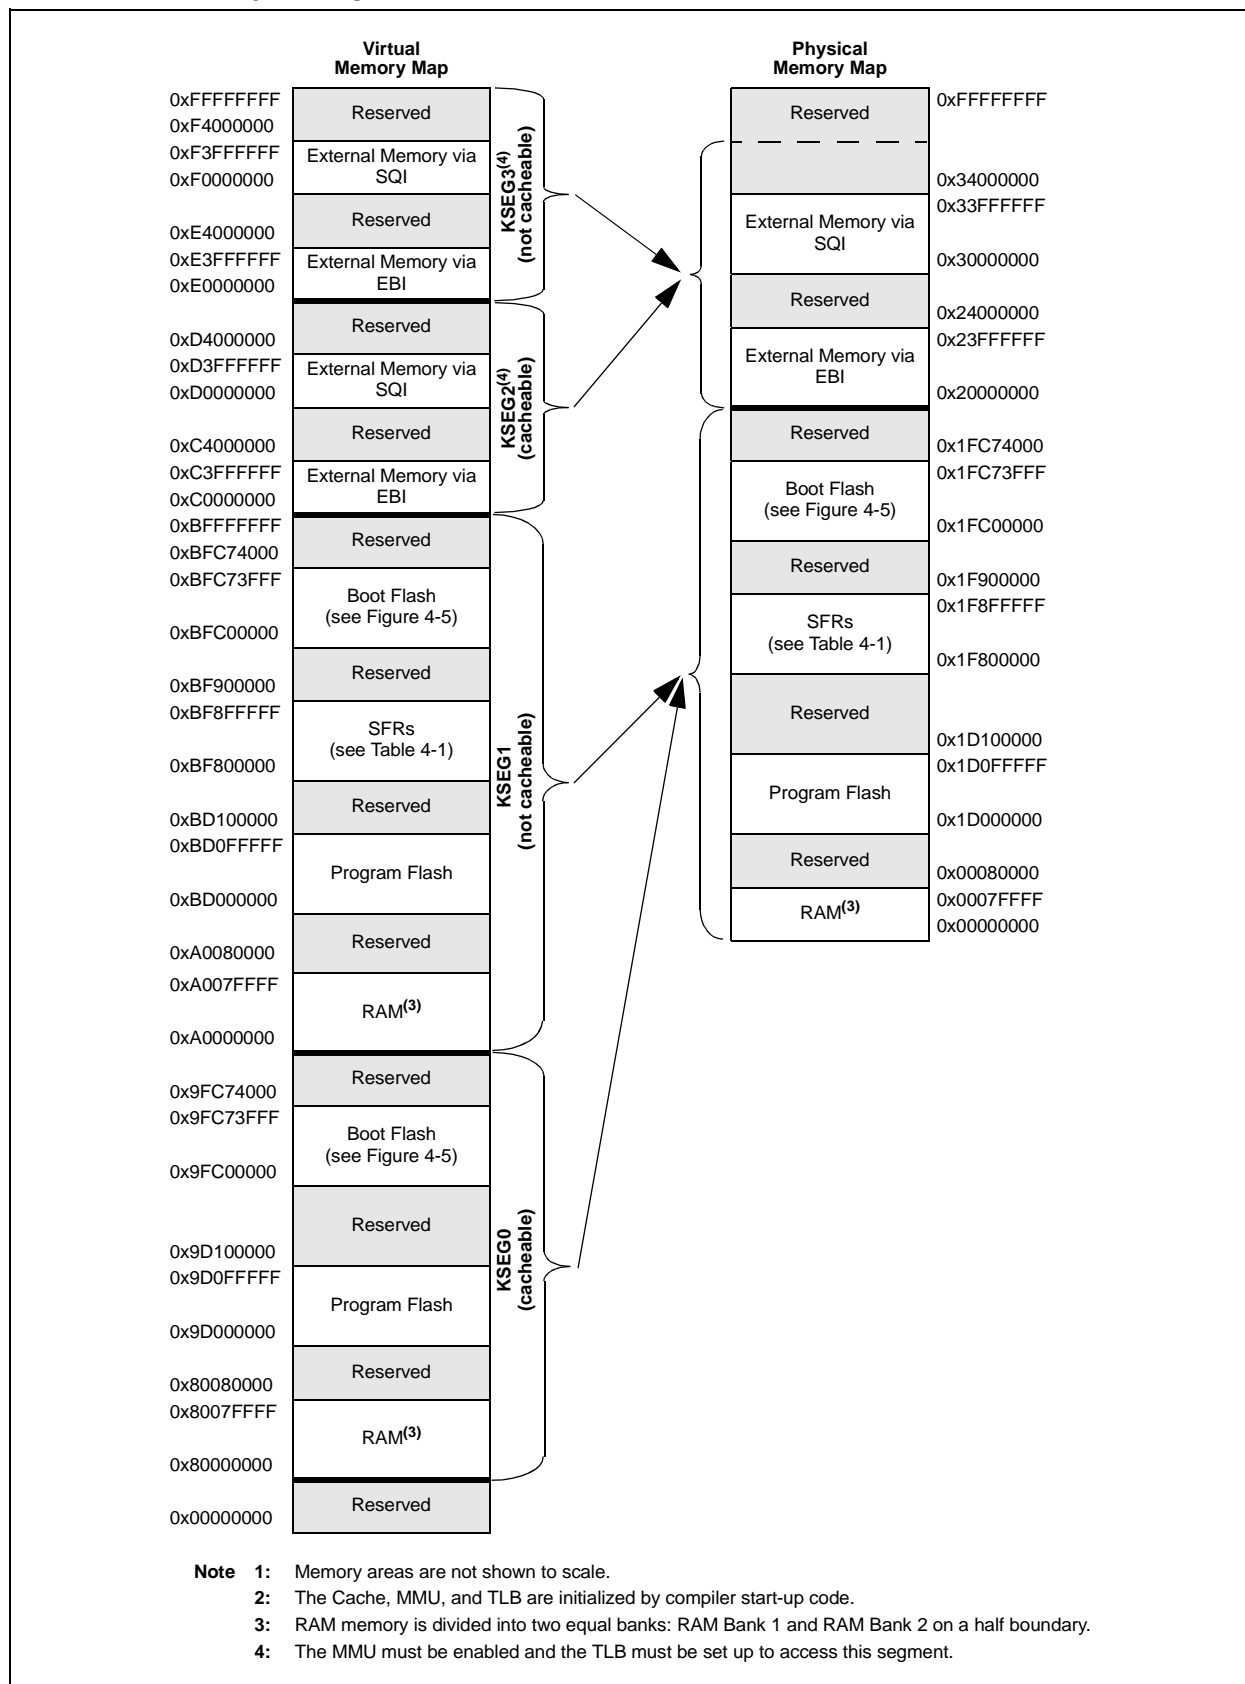 Virtual
Memory Map
0xFFFFFFFF
Reserved
0xF4000000
0xF3FFFFFF
External Memory via
SQI
0xF0000000
Reserved
0xE4000000
0xE3FFFFFF
External Memory via
EBI
0xE0000000
KSEG3(4)
(not cacheable)
Reserved
0xD4000000
0xD3FFFFFF
External Memory via
SQI
0xD0000000
Reserved
0xC4000000
0xC3FFFFFF
External Memory via
EBI
0xC0000000
KSEG2(4)
(cacheable)
0xBFFFFFFF
Reserved
0xBFC74000
0xBFC73FFF
Boot Flash
(see Figure 4-5)
0xBFC00000
Reserved
0xBF900000
0xBF8FFFFF
SFRs
(see Table 4-1)
0xBF800000
Reserved
0xBD100000
0xBD0FFFFF
Program Flash
0xBD000000
Reserved
0xA0080000
0xA007FFFF
RAM(3)
0xA0000000
KSEG1
(not cacheable)
Reserved
0x9FC74000
0x9FC73FFF
Boot Flash
(see Figure 4-5)
0x9FC00000
Reserved
0x9D100000
0x9D0FFFFF
Program Flash
0x9D000000
Reserved
0x80080000
0x8007FFFF
RAM(3)
0x80000000
KSEG0
(cacheable)
Reserved
0x00000000
Physical
Memory Map
0xFFFFFFFF
Reserved
0x34000000
0x33FFFFFF
External Memory via
SQI
0x30000000
Reserved
0x24000000
0x23FFFFFF
External Memory via
EBI
0x20000000
Reserved
0x1FC74000
0x1FC73FFF
Boot Flash
(see Figure 4-5)
0x1FC00000
Reserved
0x1F900000
0x1F8FFFFF
SFRs
(see Table 4-1)
0x1F800000
Reserved
0x1D100000
0x1D0FFFFF
Program Flash
0x1D000000
Reserved
0x00080000
0x0007FFFF
RAM(3)
0x00000000
Note 1: Memory areas are not shown to scale.
2: The Cache, MMU, and TLB are initialized by compiler start-up code.
3: RAM memory is divided into two equal banks: RAM Bank 1 and RAM Bank 2 on a half boundary.
4: The MMU must be enabled and the TLB must be set up to access this segment.